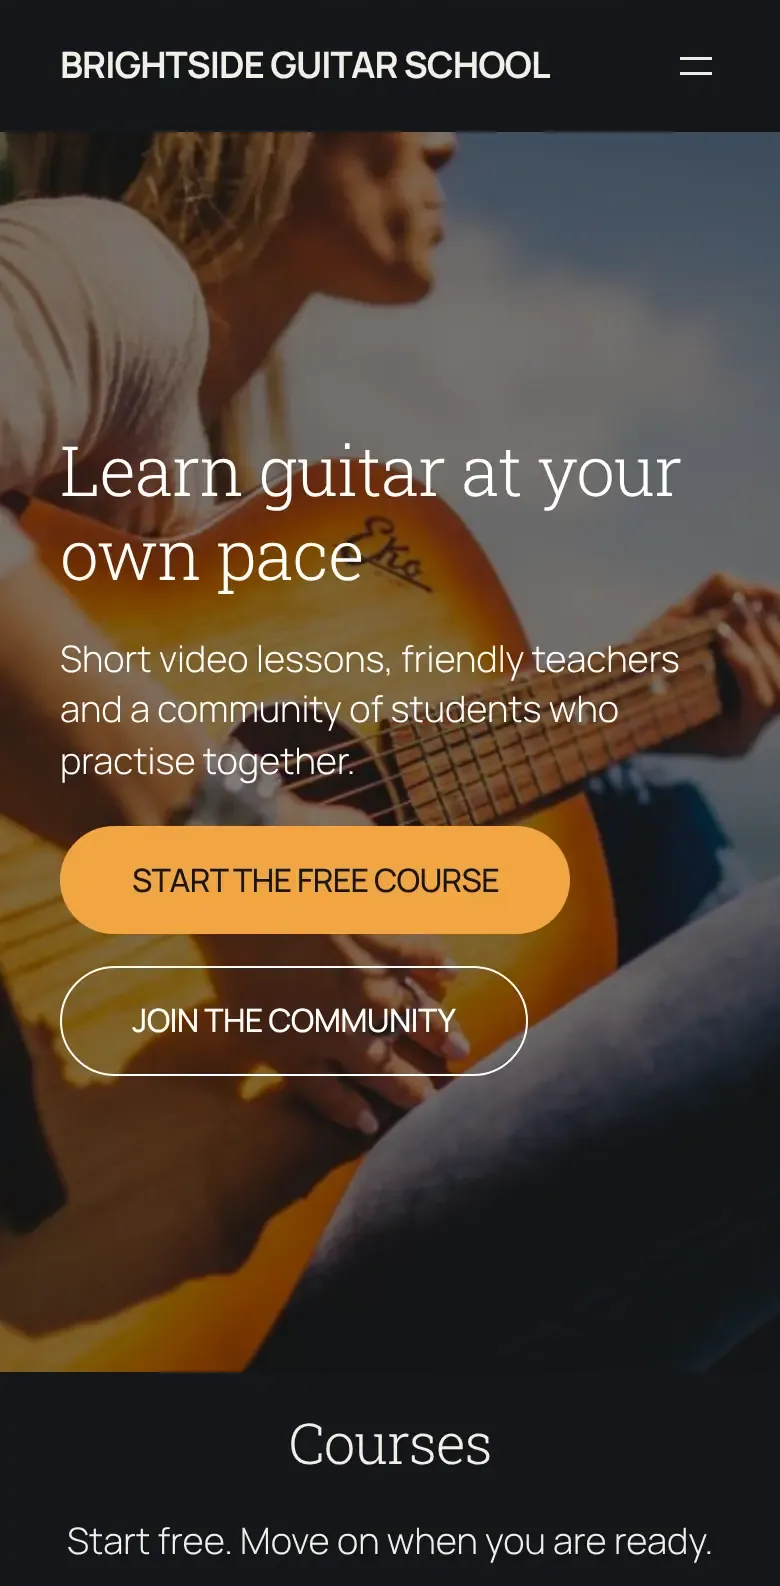 BRIGHTSIDE GUITAR SCHOOL
Learn guitar at your
own pace
Eko
Short video lessons, friendly teachers
and a community of students who
practise together.
START THE FREE COURSE
JOIN THE COMMUNITY
Courses
Start free. Move on when you are ready.